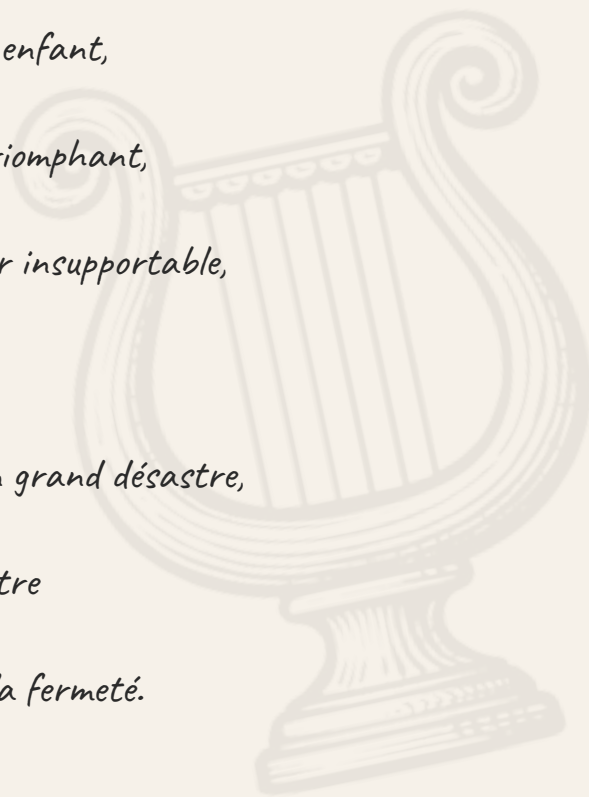 enfant,
iomphant,
r insupportable,
grand désastre,
tre
a fermeté.